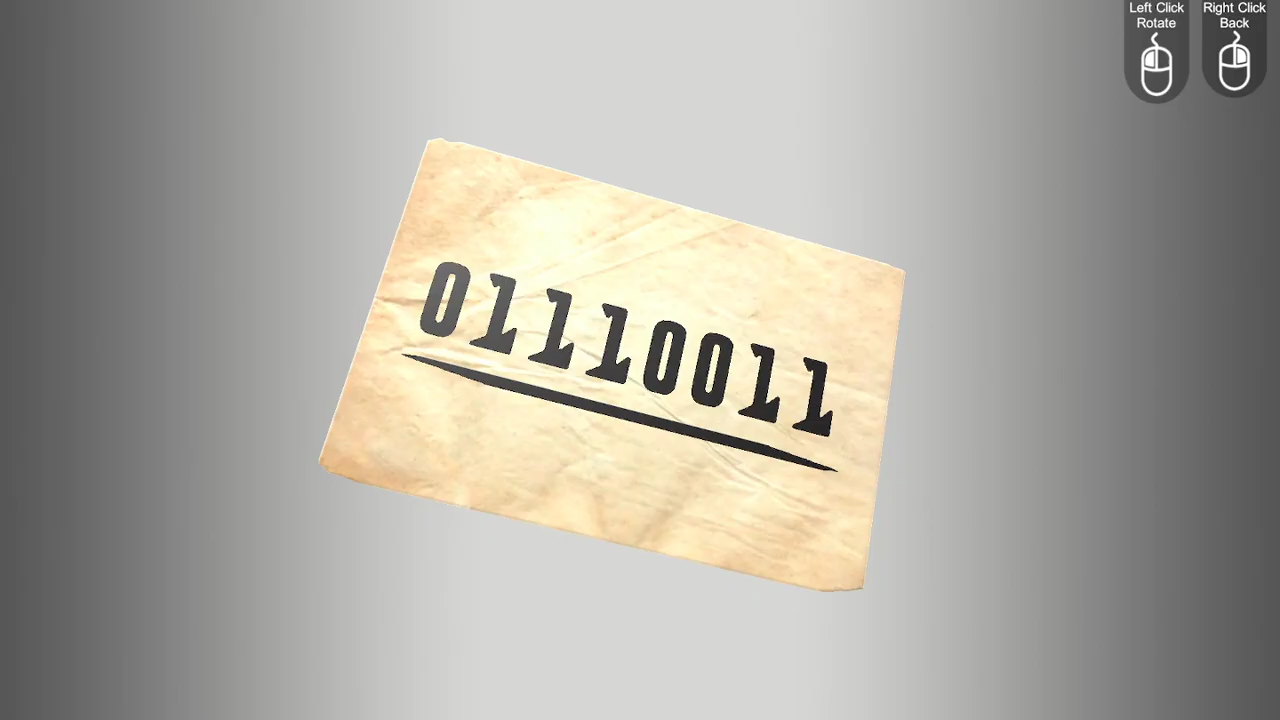 Left Click
Rotate
Right Click
Back
01110011